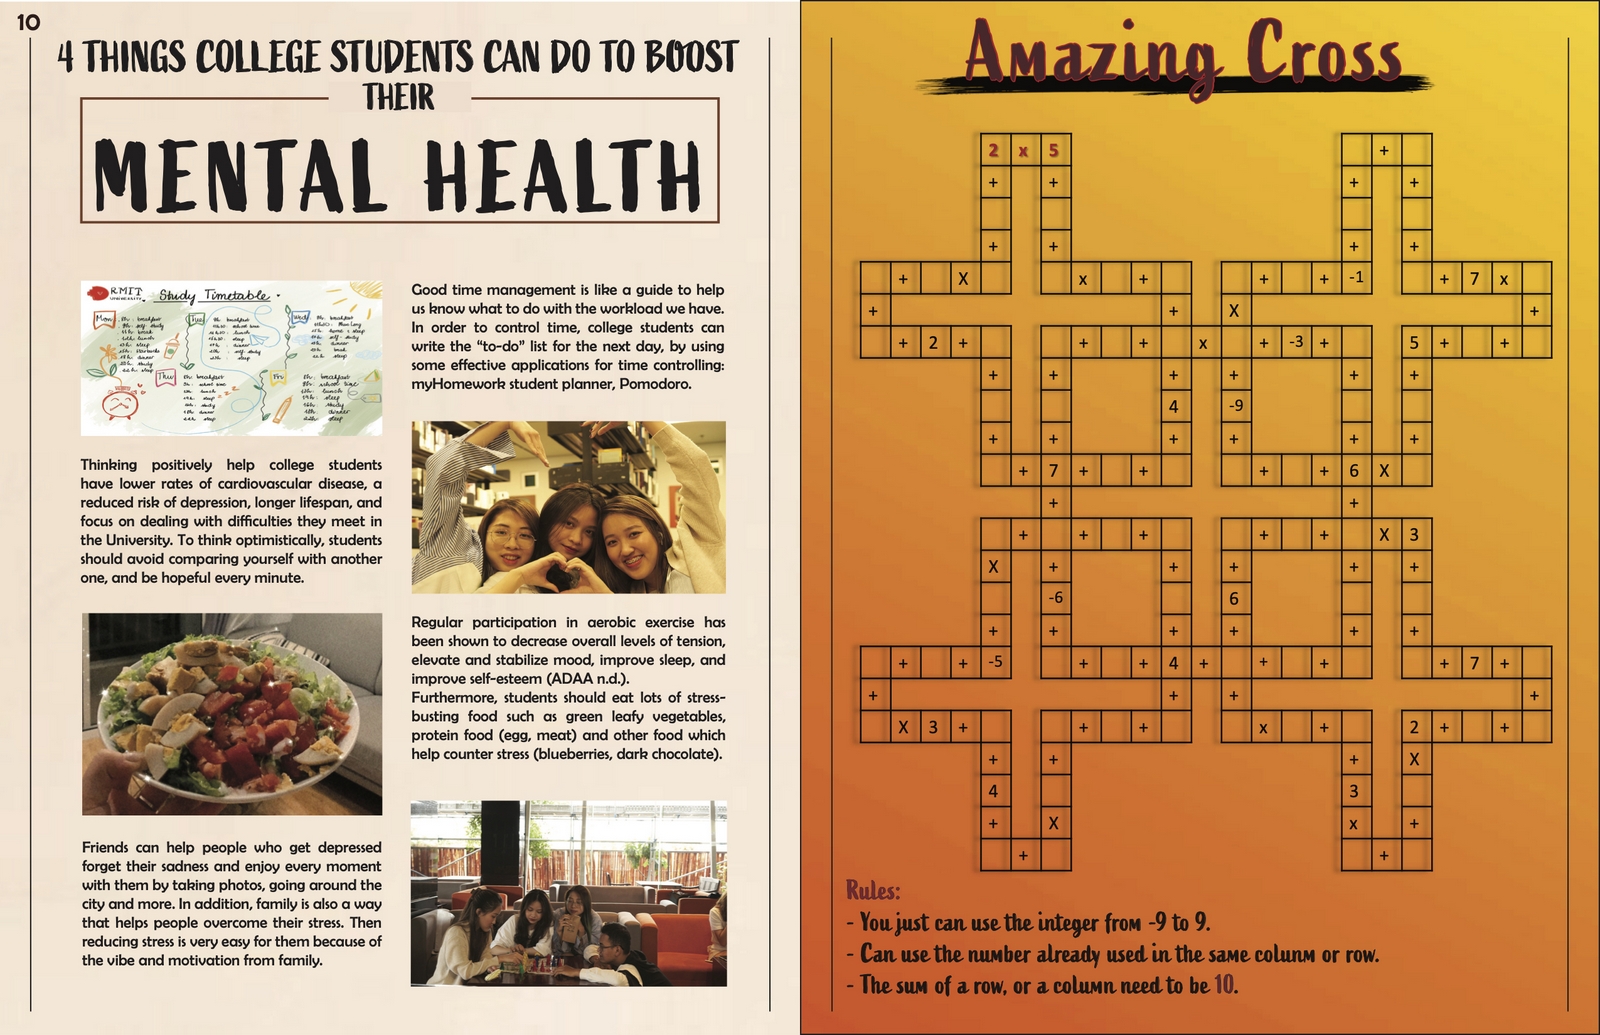 10
4 THINGS COLLEGE STUDENTS CAN DO TO BOOST
THEIR
MENTAL HEALTH
RMIT
UNIVERSITY
Study Timetable
Mon
Tue
Wed
Thu
Fri
Thinking positively help college students
have lower rates of cardiovascular disease, a
reduced risk of depression, longer lifespan, and
focus on dealing with difficulties they meet in
the University. To think optimistically, students
should avoid comparing yourself with another
one, and be hopeful every minute.
Friends can help people who get depressed
forget their sadness and enjoy every moment
with them by taking photos, going around the
city and more. In addition, family is also a way
that helps people overcome their stress. Then
reducing stress is very easy for them because of
the vibe and motivation from family.
Good time management is like a guide to help
us know what to do with the workload we have.
In order to control time, college students can
write the “to-do” list for the next day, by using
some effective applications for time controlling:
myHomework student planner, Pomodoro.
Regular participation in aerobic exercise has
been shown to decrease overall levels of tension,
elevate and stabilize mood, improve sleep, and
improve self-esteem (ADAA n.d.).
Furthermore, students should eat lots of stress-
busting food such as green leafy vegetables,
protein food (egg, meat) and other food which
help counter stress (blueberries, dark chocolate).
Amazing Cross
2 x 5 +
+ + + +
+ + + +
+ X x + + + -1 + 7 x
+ + X +
+ 2 + + + x + -3 + 5 + +
+ + + + +
4 -9
+ + + + + +
+ 7 + + + + 6 X
+ +
+ + + + + X 3
X + + + + +
-6 6
+ + + + + +
+ + -5 + + 4 + + + + 7 +
+ + + +
X 3 + + + x + 2 + +
+ + + X
4 3
+ X x +
+ +
Rules:
- You just can use the integer from -9 to 9.
- Can use the number already used in the same colunm or row.
- The sum of a row, or a column need to be 10.